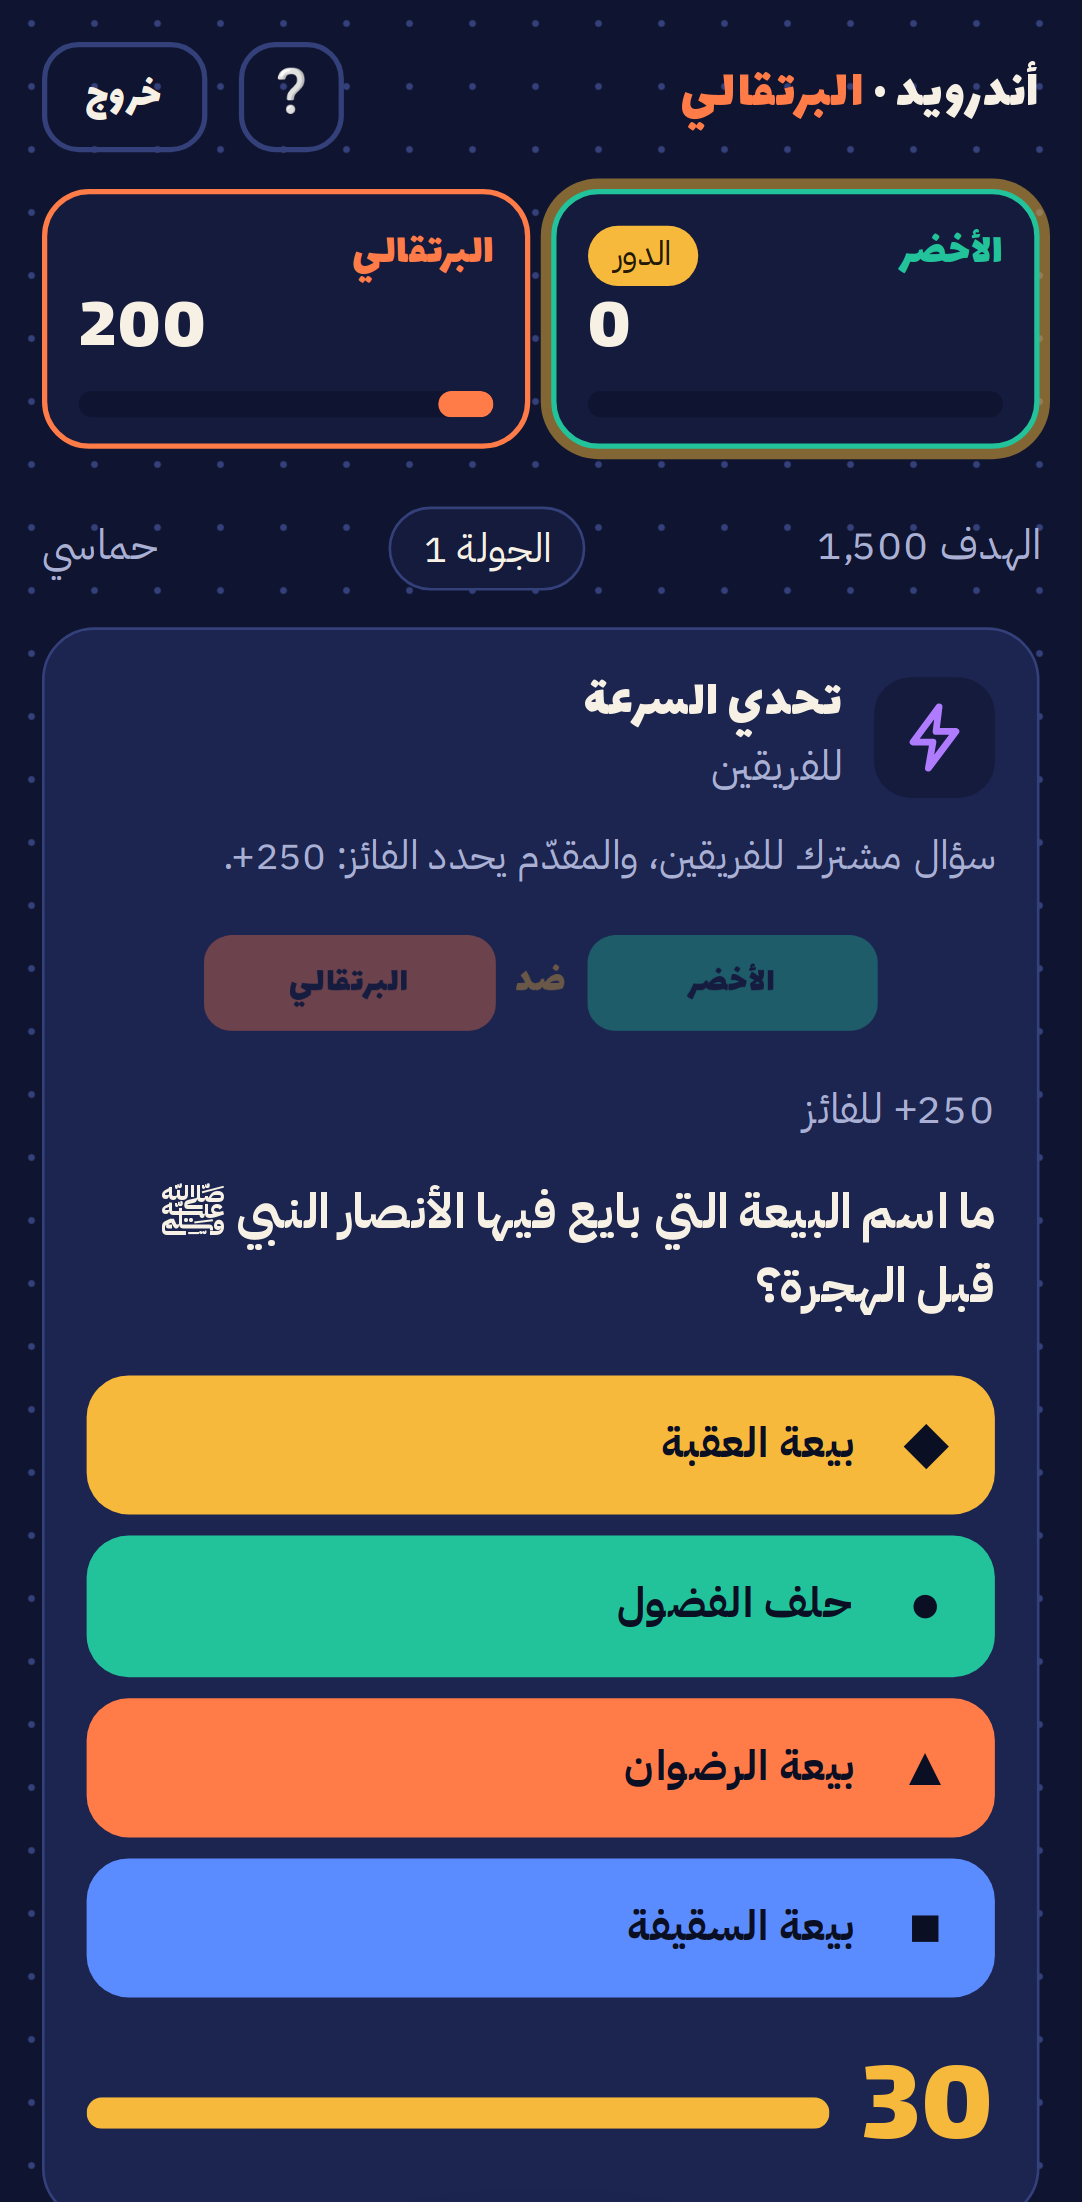 أندرويد • البرتقالي
?
خروج
الأخضر
الدور
0
البرتقالي
200
الهدف 1,500
الجولة 1
حماسي
تحدي السرعة
للفريقين
سؤال مشترك للفريقين، والمقدّم يحدد الفائز: 250+.
الأخضر
ضد
البرتقالي
250+ للفائز
ما اسم البيعة التي بايع فيها الأنصار النبي ﷺ
قبل الهجرة؟
بيعة العقبة
حلف الفضول
بيعة الرضوان
بيعة السقيفة
30